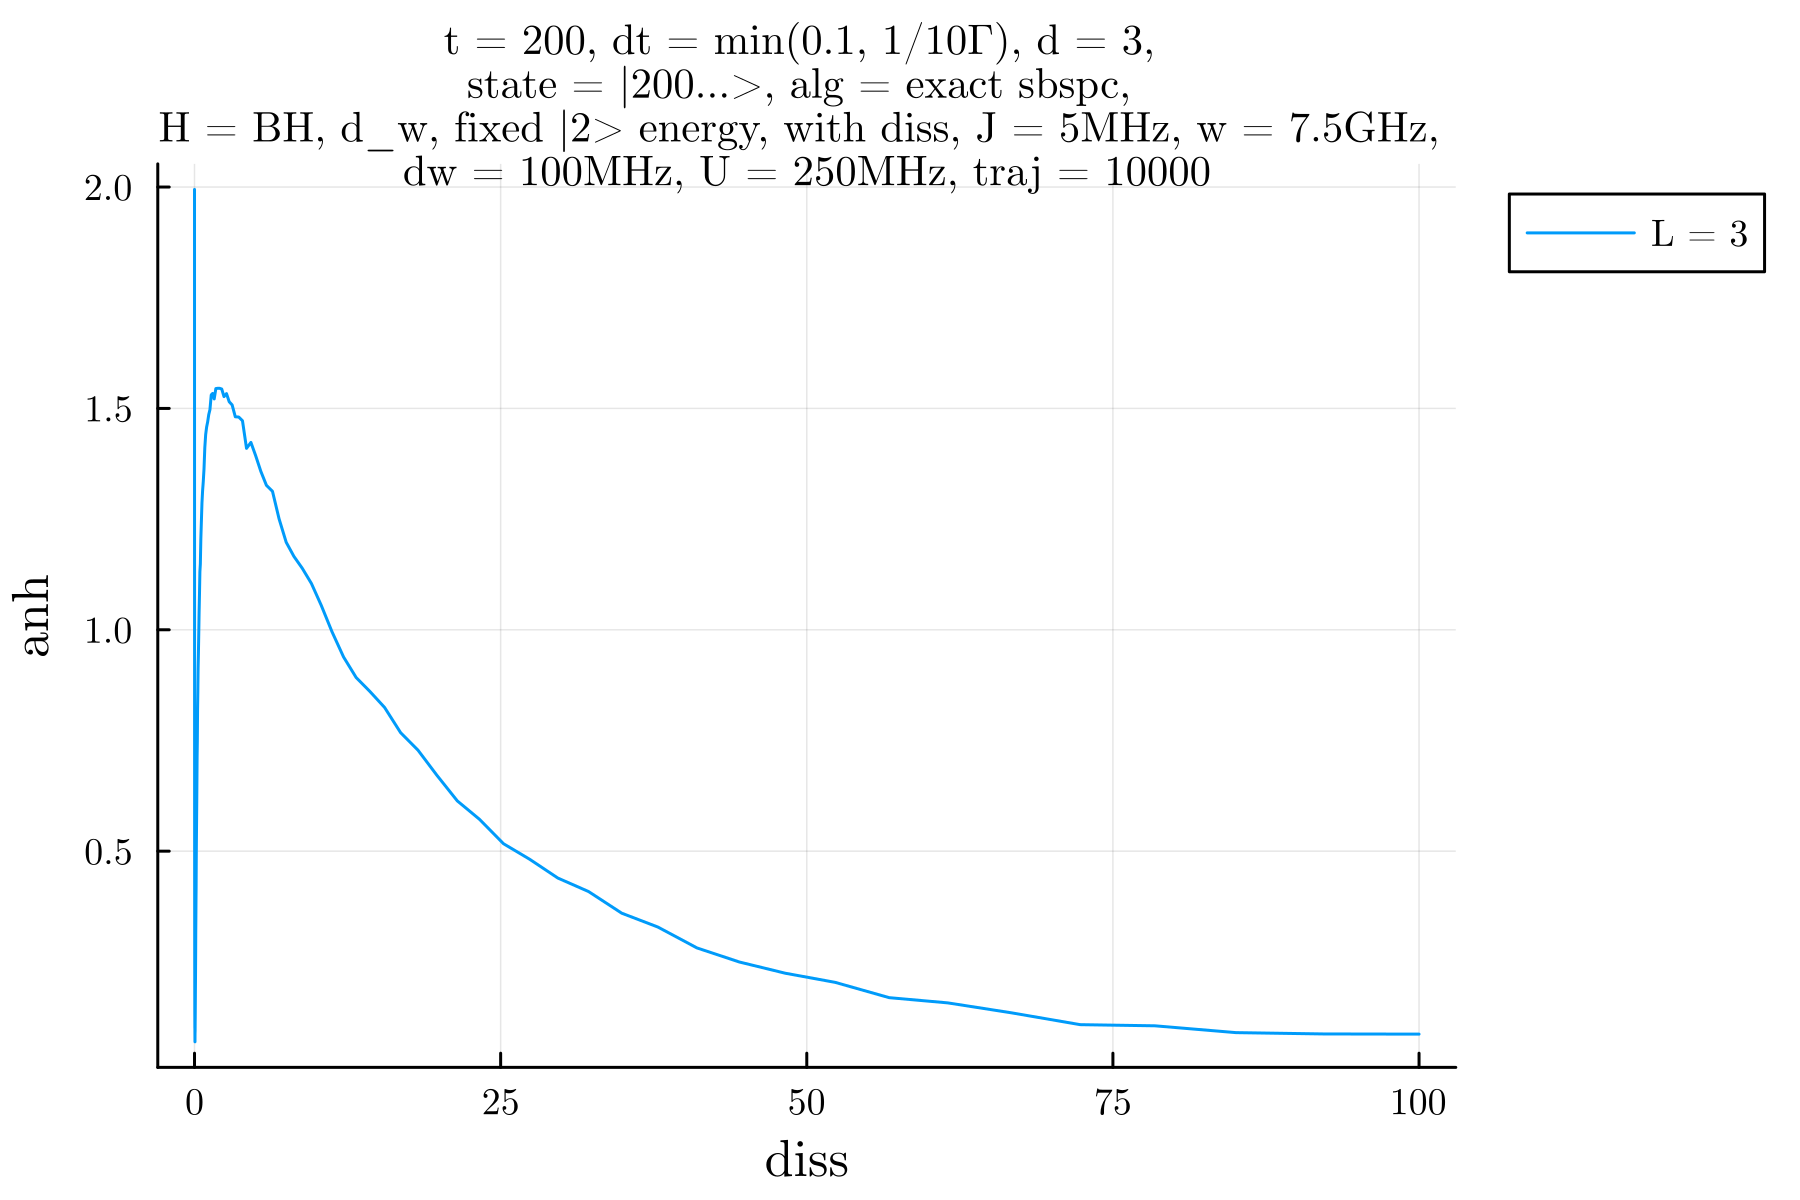 t = 200, dt = min(0.1, 1/10Γ), d = 3,
state = |200...>, alg = exact sbspc,
H = BH, d_w, fixed |2> energy, with diss, J = 5MHz, w = 7.5GHz,
dw = 100MHz, U = 250MHz, traj = 10000
2.0
1.5
1.0
0.5
anh
L = 3
0
25
50
75
100
diss